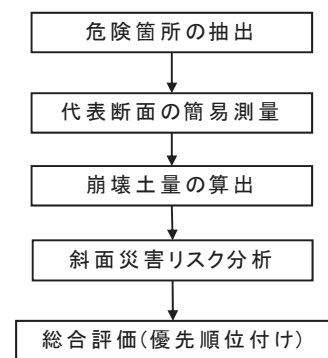 危険箇所の抽出
代表断面の簡易測量
崩壊土量の算出
斜面災害リスク分析
総合評価(優先順位付け)